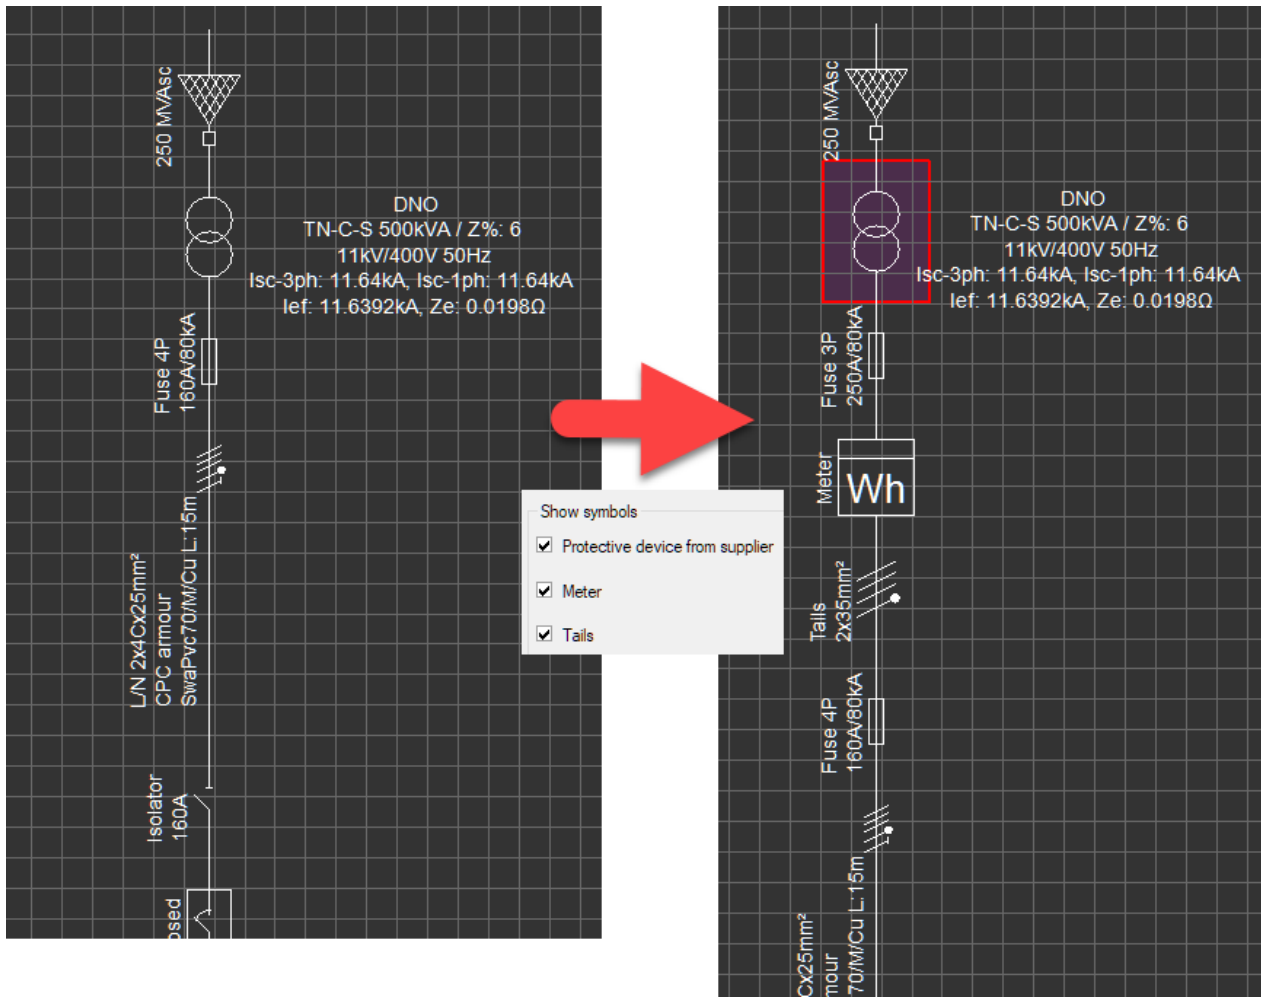 250 MVAsc
DNO
TN-C-S 500kVA / Z%: 6
11kV/400V 50Hz
Isc-3ph: 11.64kA, Isc-1ph: 11.64kA
Ief: 11.6392kA, Ze: 0.0198Ω
Fuse 4P
160A/80kA
L/N 2x4Cx25mm²
CPC armour
SwaPvc70/M/Cu L:15m
Isolator
160A
osed
Show symbols
Protective device from supplier
Meter
Tails
250 MVAsc
DNO
TN-C-S 500kVA / Z%: 6
11kV/400V 50Hz
Isc-3ph: 11.64kA, Isc-1ph: 11.64kA
Ief: 11.6392kA, Ze: 0.0198Ω
Fuse 3P
250A/80kA
Meter
Wh
Tails
2x35mm²
Fuse 4P
160A/80kA
Cx25mm²
mour
70/M/Cu L:15m